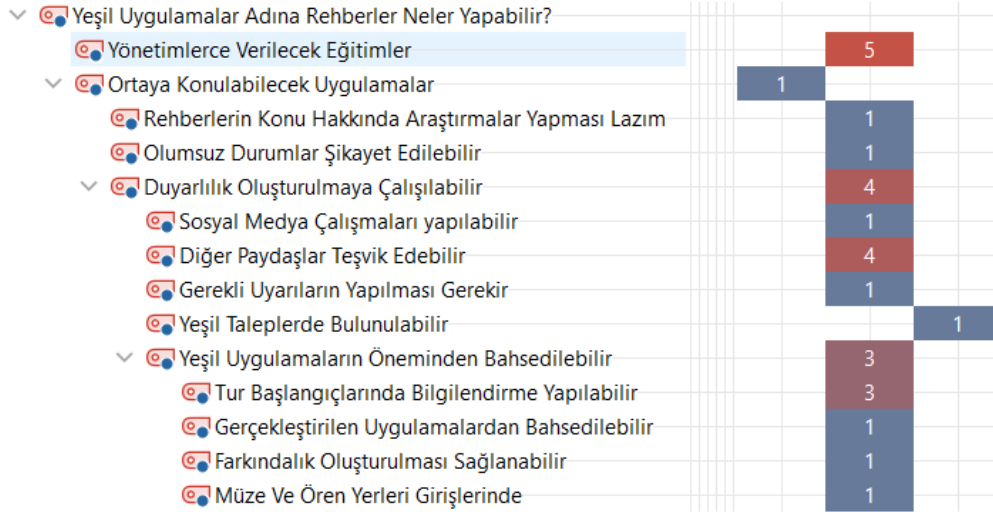 Yeşil Uygulamalar Adına Rehberler Neler Yapabilir?
Yönetimlerce Verilecek Eğitimler 5
Ortaya Konulabilecek Uygulamalar 1
Rehberlerin Konu Hakkında Araştırmalar Yapması Lazım 1
Olumsuz Durumlar Şikayet Edilebilir 1
Duyarlılık Oluşturulmaya Çalışılabilir 4
Sosyal Medya Çalışmaları yapılabilir 1
Diğer Paydaşlar Teşvik Edebilir 4
Gerekli Uyarıların Yapılması Gerekir 1
Yeşil Taleplerde Bulunulabilir 1
Yeşil Uygulamaların Öneminden Bahsedilebilir 3
Tur Başlangıçlarında Bilgilendirme Yapılabilir 3
Gerçekleştirilen Uygulamalardan Bahsedilebilir 1
Farkındalık Oluşturulması Sağlanabilir 1
Müze Ve Ören Yerleri Girişlerinde 1